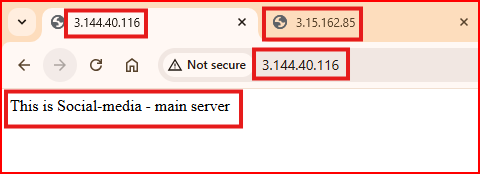 3.144.40.116
3.15.162.85
Not secure
3.144.40.116
This is Social-media - main server